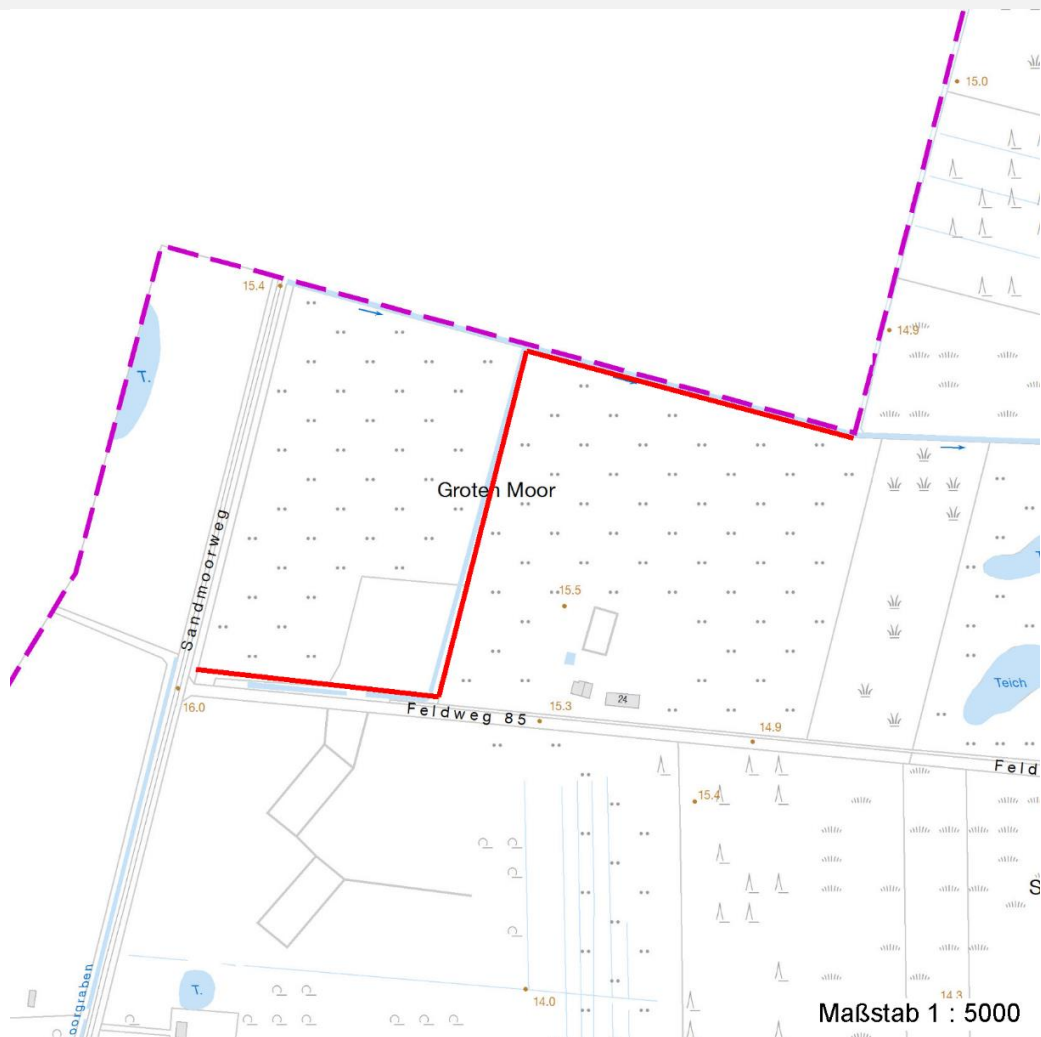 15.0
15.4
14.9
T.
Groten Moor
Sandmoorweg
15.5
Teich
24
16.0
Feldweg 85
15.3
14.9
Feld
15.4
S
oorgraben
T.
14.0
14.3
Maßstab 1 : 5000